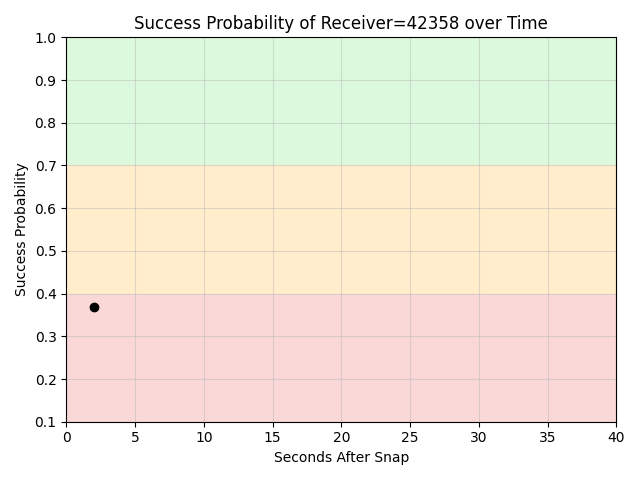 Success Probability of Receiver=42358 over Time
1.0
0.9
0.8
0.7
0.6
0.5
0.4
0.3
0.2
0.1
Success Probability
0 5 10 15 20 25 30 35 40
Seconds After Snap